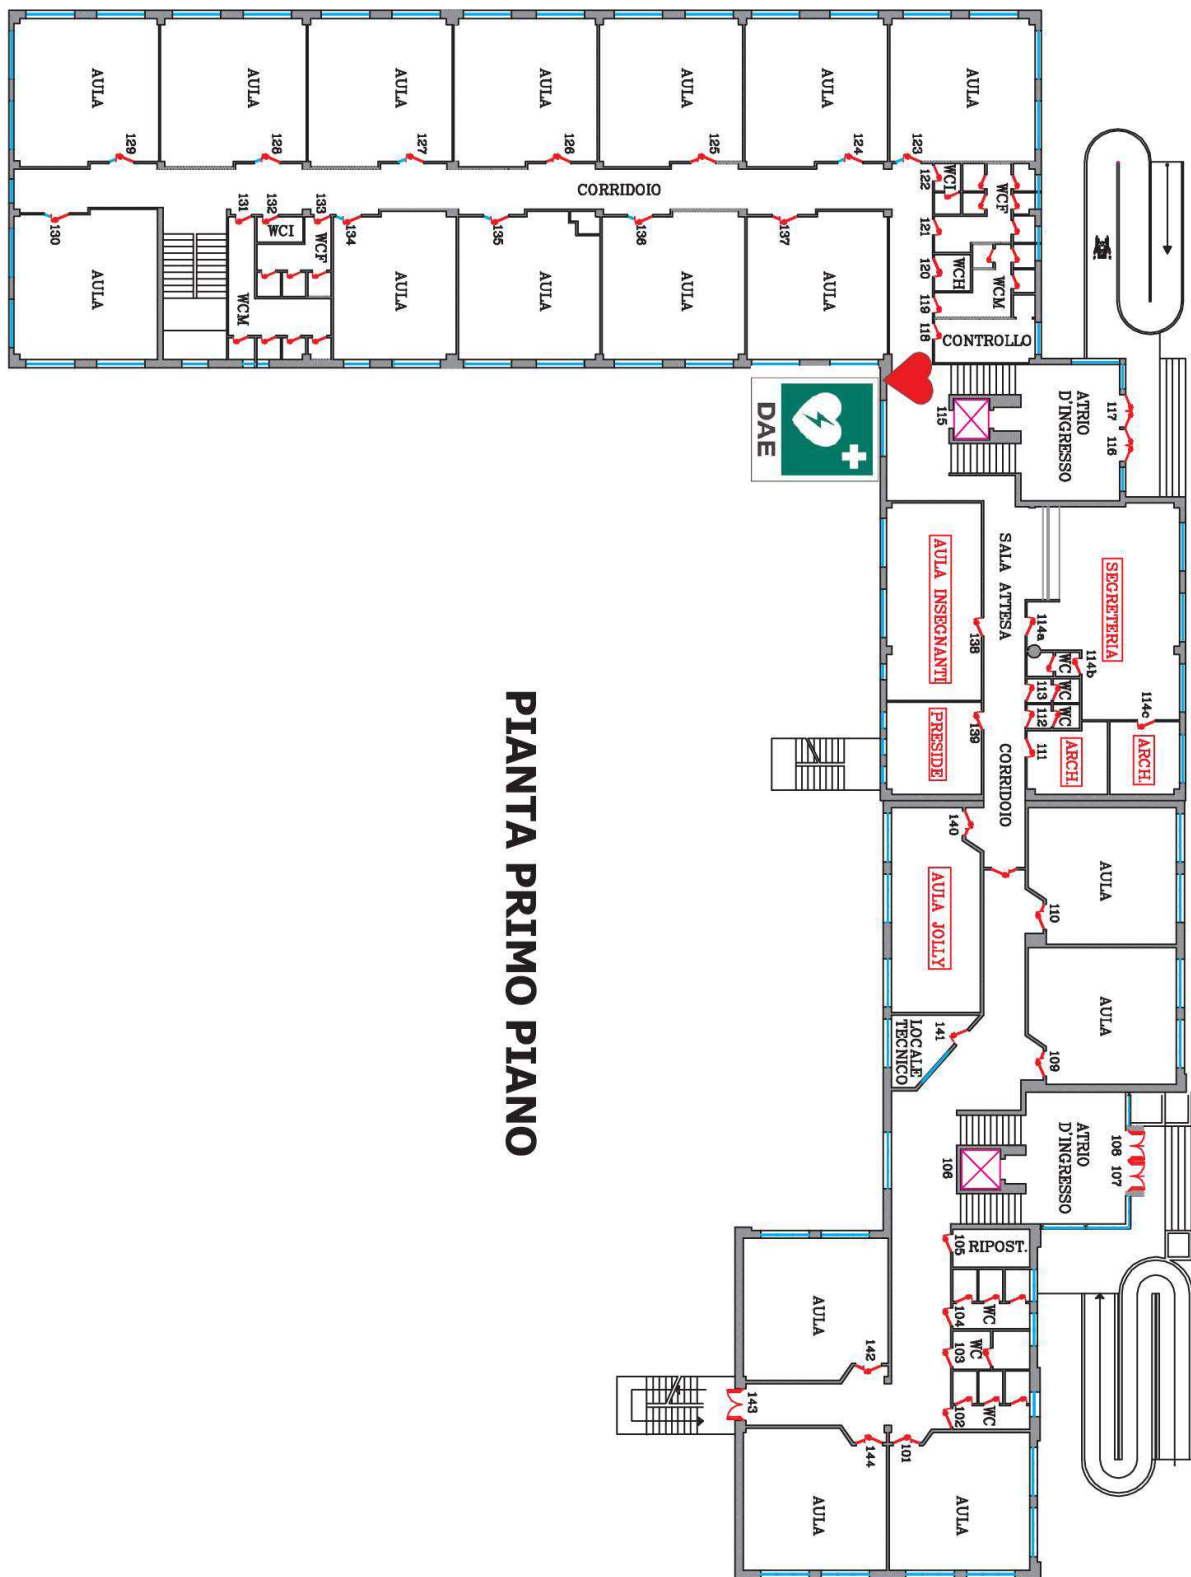 AULA
AULA
AULA
AULA
AULA
AULA
AULA
129
128
127
126
125
124
123
122
WCI
WCF
CORRIDOIO
130
131
132
133
134
135
136
137
121
WCI
WCF
WCM
120
WCH
119
WCM
118
CONTROLLO
AULA
AULA
AULA
AULA
AULA
DAE
115
ATRIO
D'INGRESSO
117
116
AULA INSEGNANTI
138
SALA ATTESA
114a
SEGRETERIA
WC
114b
113
WC
112
WC
114c
111
ARCH.
ARCH.
PRESIDE
139
CORRIDOIO
140
AULA JOLLY
AULA
110
AULA
109
141
LOCALE
TECNICO
PIANTA PRIMO PIANO
106
ATRIO
D'INGRESSO
108
107
105
RIPOST.
104
WC
103
WC
102
WC
AULA
142
143
144
101
AULA
AULA